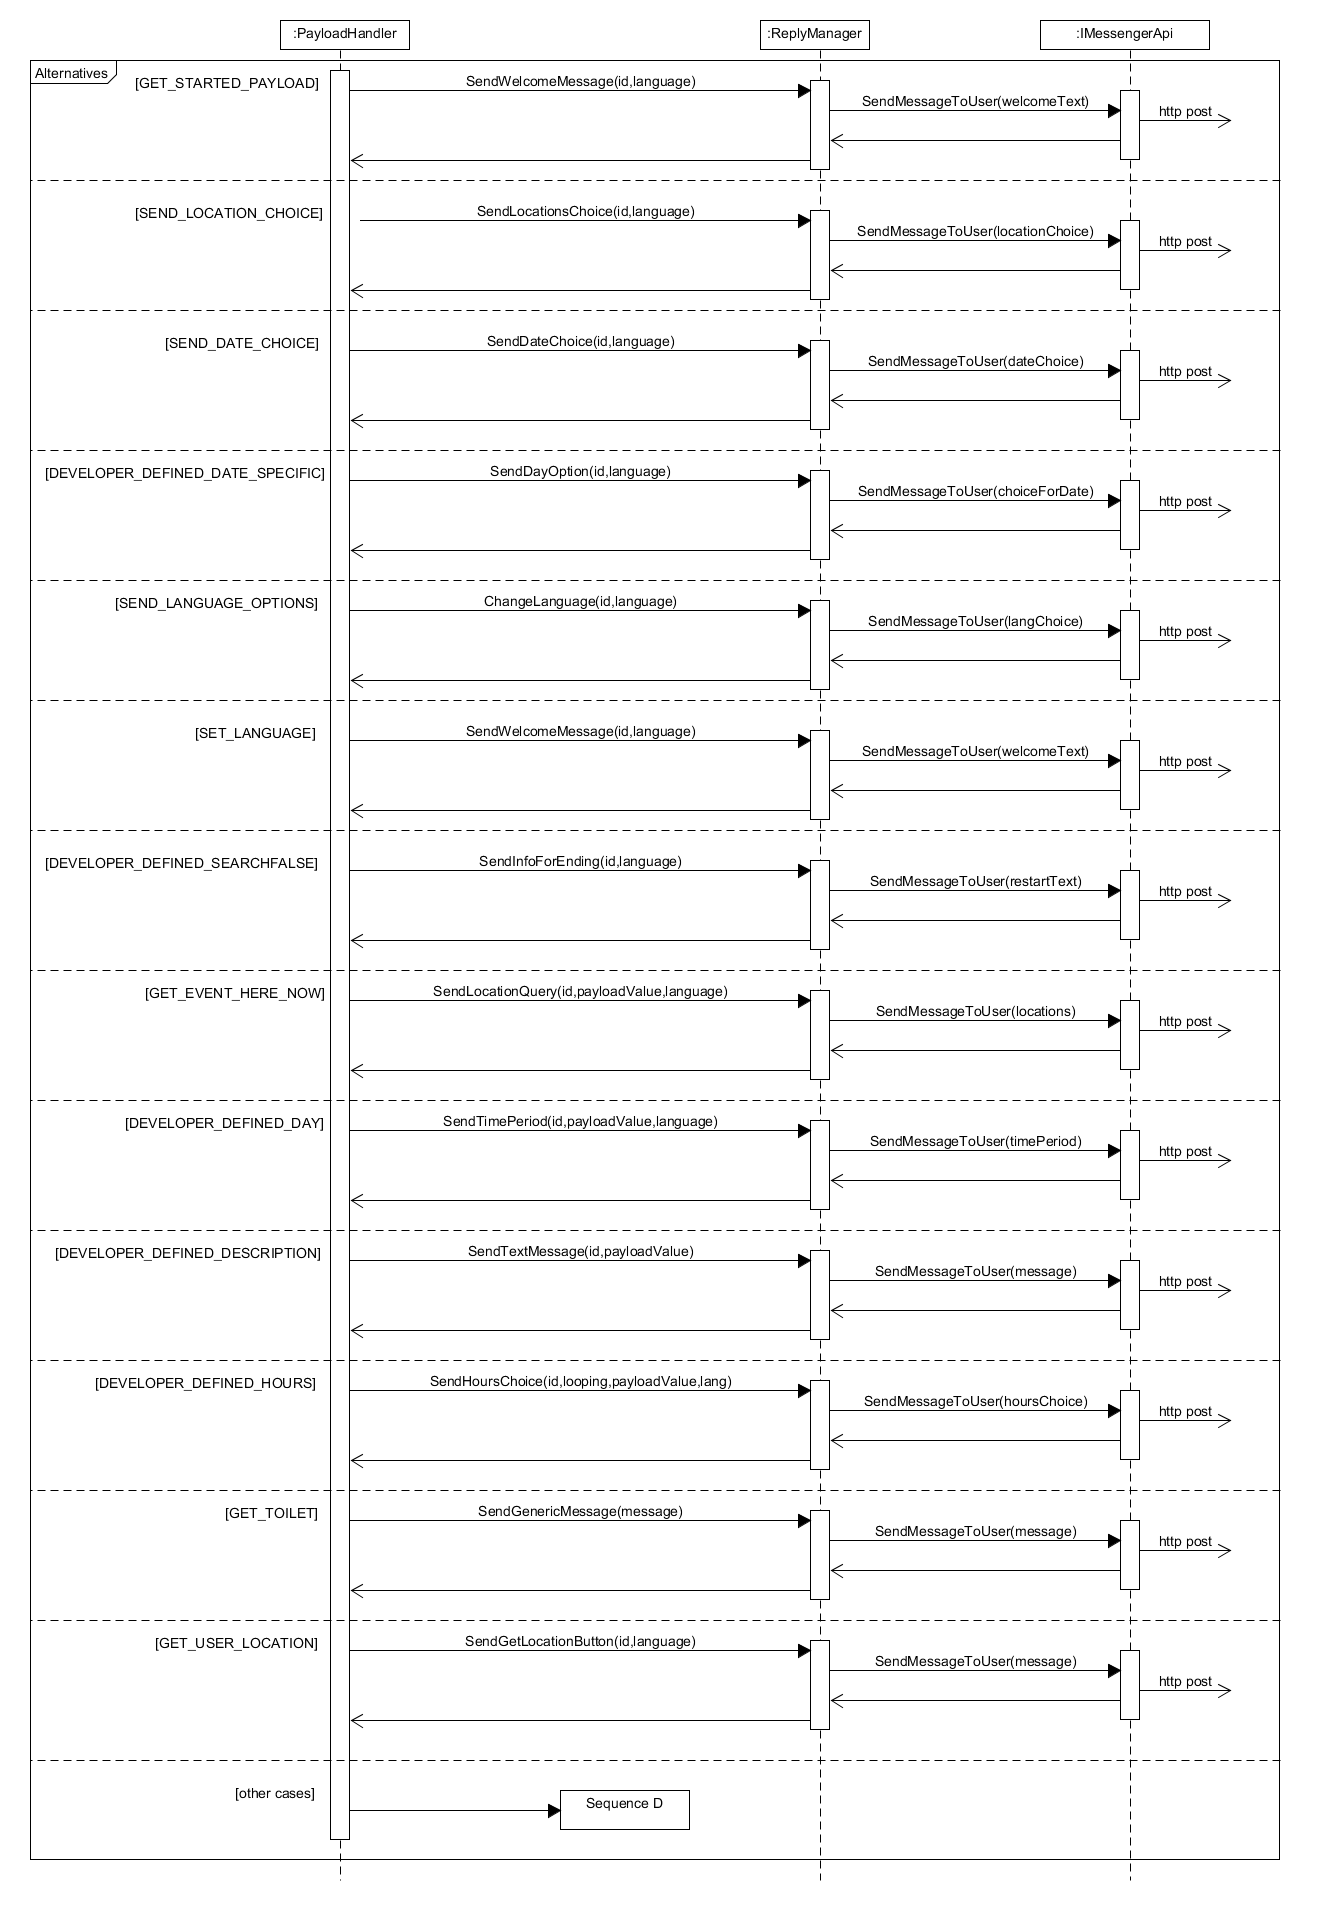 :PayloadHandler
:ReplyManager
:IMessengerApi
Alternatives
[GET_STARTED_PAYLOAD]
SendWelcomeMessage(id,language)
SendMessageToUser(welcomeText)
http post
[SEND_LOCATION_CHOICE]
SendLocationsChoice(id,language)
SendMessageToUser(locationChoice)
http post
[SEND_DATE_CHOICE]
SendDateChoice(id,language)
SendMessageToUser(dateChoice)
http post
[DEVELOPER_DEFINED_DATE_SPECIFIC]
SendDayOption(id,language)
SendMessageToUser(choiceForDate)
http post
[SEND_LANGUAGE_OPTIONS]
ChangeLanguage(id,language)
SendMessageToUser(langChoice)
http post
[SET_LANGUAGE]
SendWelcomeMessage(id,language)
SendMessageToUser(welcomeText)
http post
[DEVELOPER_DEFINED_SEARCHFALSE]
SendInfoForEnding(id,language)
SendMessageToUser(restartText)
http post
[GET_EVENT_HERE_NOW]
SendLocationQuery(id,payloadValue,language)
SendMessageToUser(locations)
http post
[DEVELOPER_DEFINED_DAY]
SendTimePeriod(id,payloadValue,language)
SendMessageToUser(timePeriod)
http post
[DEVELOPER_DEFINED_DESCRIPTION]
SendTextMessage(id,payloadValue)
SendMessageToUser(message)
http post
[DEVELOPER_DEFINED_HOURS]
SendHoursChoice(id,looping,payloadValue,lang)
SendMessageToUser(hoursChoice)
http post
[GET_TOILET]
SendGenericMessage(message)
SendMessageToUser(message)
http post
[GET_USER_LOCATION]
SendGetLocationButton(id,language)
SendMessageToUser(message)
http post
[other cases]
Sequence D